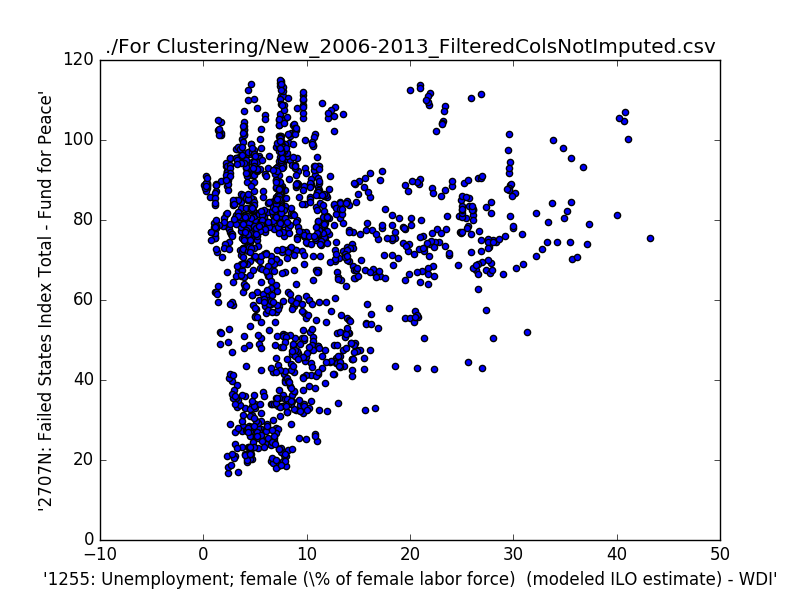 ./For Clustering/New_2006-2013_FilteredColsNotImputed.csv
'2707N: Failed States Index Total - Fund for Peace'
120
100
80
60
40
20
0
−10 0 10 20 30 40 50
'1255: Unemployment; female (\% of female labor force)  (modeled ILO estimate) - WDI'